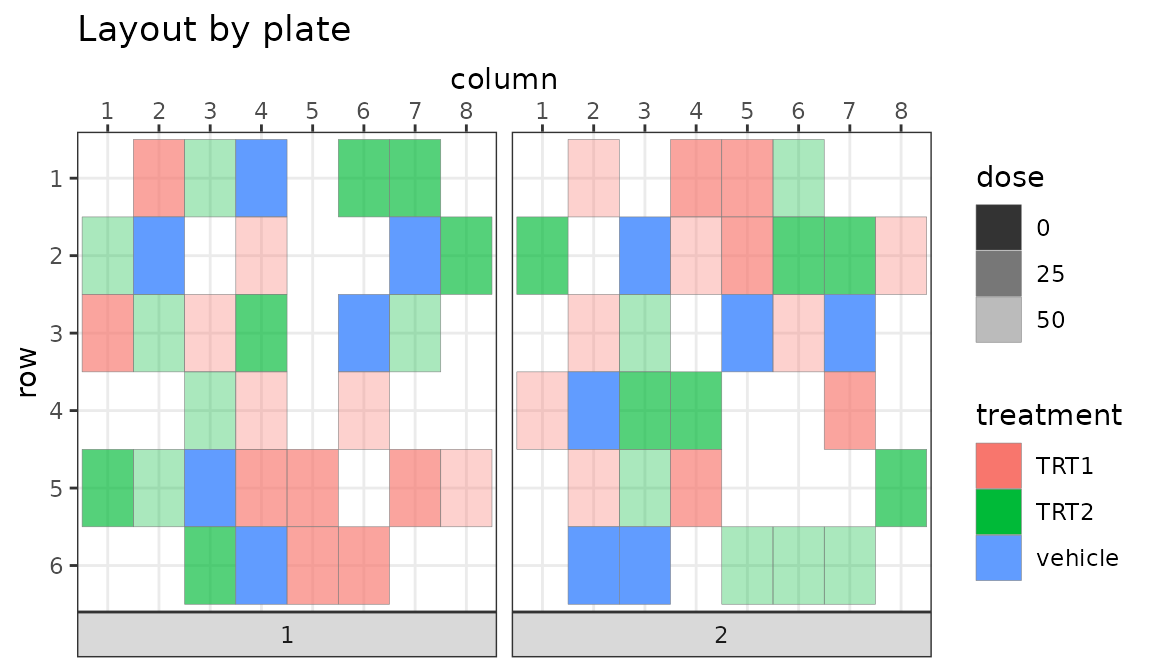 Layout by plate
column
1 2 3 4 5 6 7 8 1 2 3 4 5 6 7 8
row
1
2
3
4
5
6
1 2
dose
0
25
50
treatment
TRT1
TRT2
vehicle